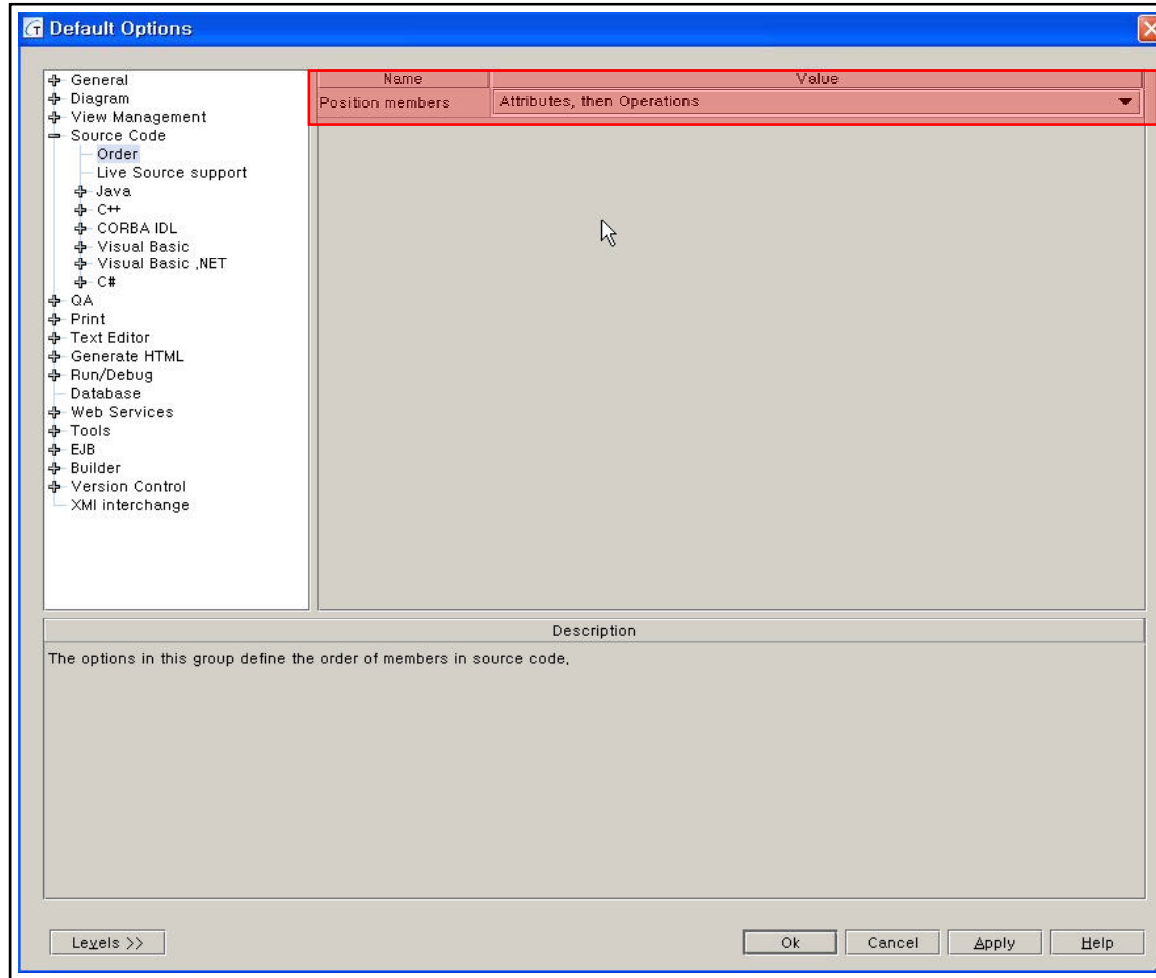 Default Options
General
Diagram
View Management
Source Code
Order
Live Source support
Java
C++
CORBA IDL
Visual Basic
Visual Basic .NET
C#
QA
Print
Text Editor
Generate HTML
Run/Debug
Database
Web Services
Tools
EJB
Builder
Version Control
XMI interchange
Name Value
Position members Attributes, then Operations
Description
The options in this group define the order of members in source code.
Levels >> Ok Cancel Apply Help